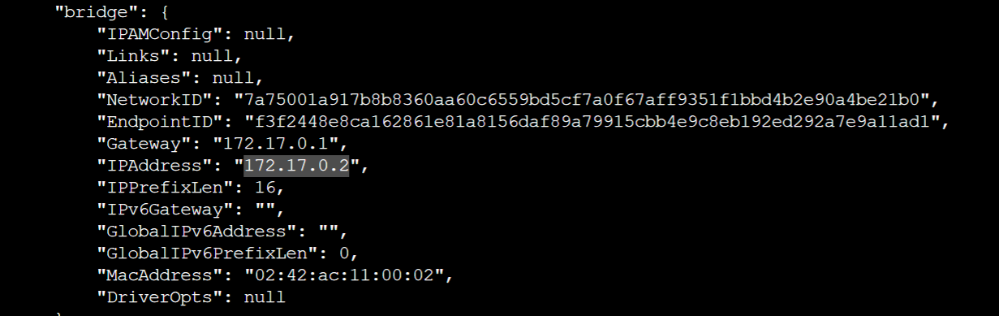 "bridge": {
"IPAMConfig": null,
"Links": null,
"Aliases": null,
"NetworkID": "7a75001a917b8b8360aa60c6559bd5cf7a0f67aff9351f1bbd4b2e90a4be21b0",
"EndpointID": "f3f2448e8ca162861e81a8156daf89a79915cbb4e9c8eb192ed292a7e9a11ad1",
"Gateway": "172.17.0.1",
"IPAddress": "172.17.0.2",
"IPPrefixLen": 16,
"IPv6Gateway": "",
"GlobalIPv6Address": "",
"GlobalIPv6PrefixLen": 0,
"MacAddress": "02:42:ac:11:00:02",
"DriverOpts": null
}